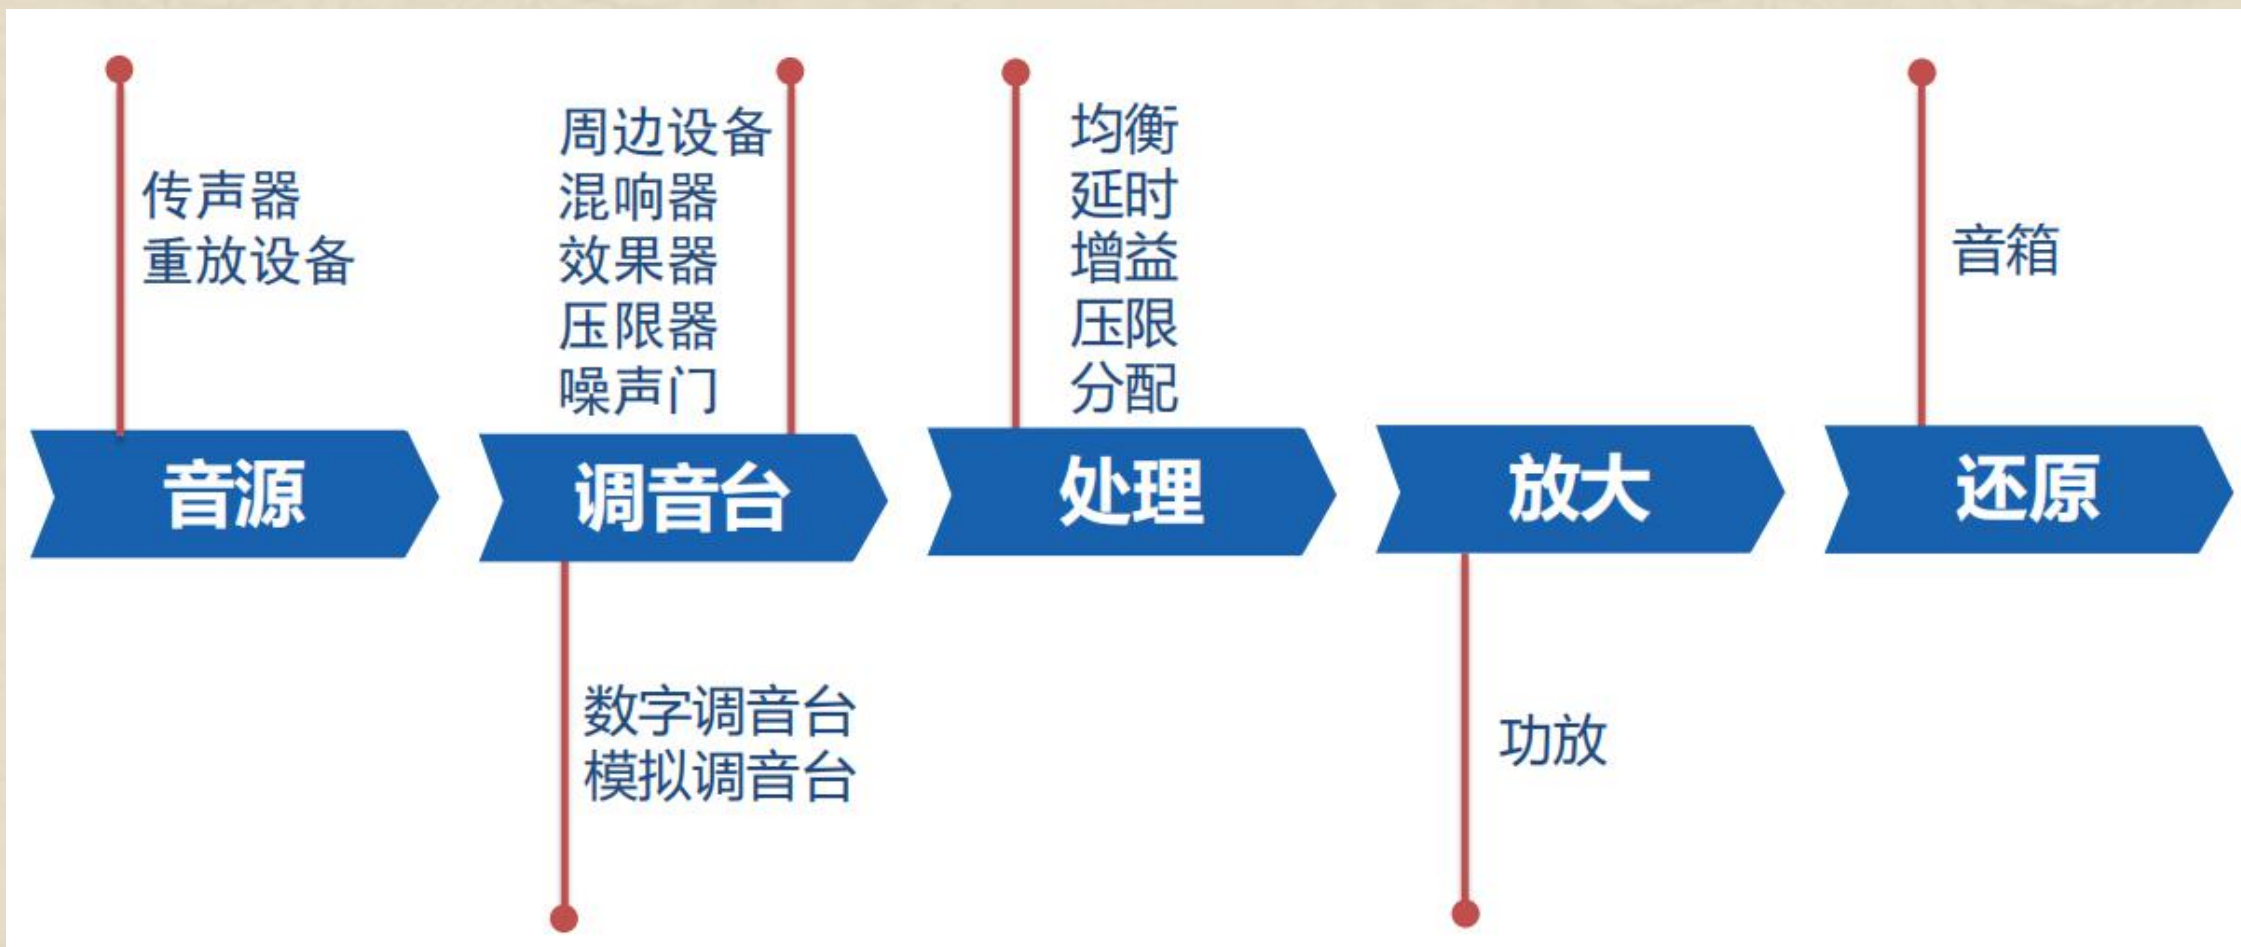 传声器
重放设备
周边设备
混响器
效果器
压限器
噪声门
均衡
延时
增益
压限
分配
音箱
音源
调音台
处理
放大
还原
数字调音台
模拟调音台
功放